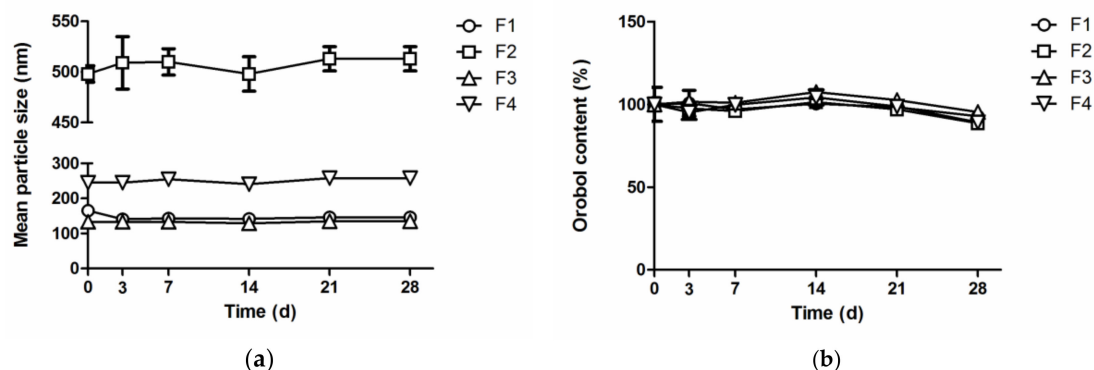 Mean particle size (nm)
550
500
450
300
200
100
0
0 3 7 14 21 28
Time (d)
F1
F2
F3
F4
(a)
Orobol content (%)
150
100
50
0
0 3 7 14 21 28
Time (d)
F1
F2
F3
F4
(b)